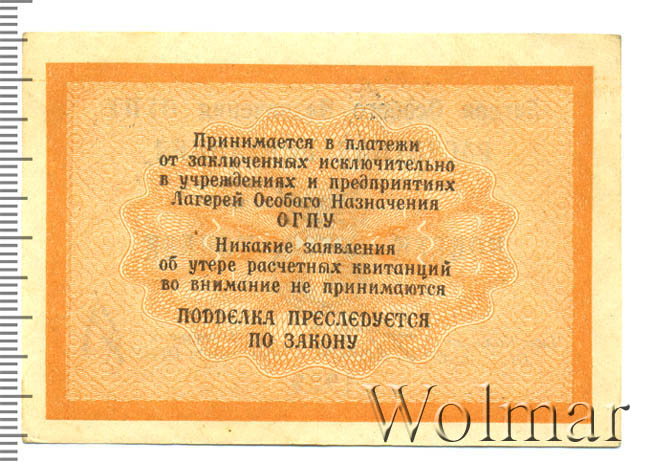 Принимается в платежи
от заключенных исключительно
в учреждениях и предприятиях
Лагерей Особого Назначения
ОГПУ
Никакие заявления
об утере расчетных квитанций
во внимание не принимаются
ПОДДЕЛКА ПРЕСЛЕДУЕТСЯ
ПО ЗАКОНУ
Wolmar